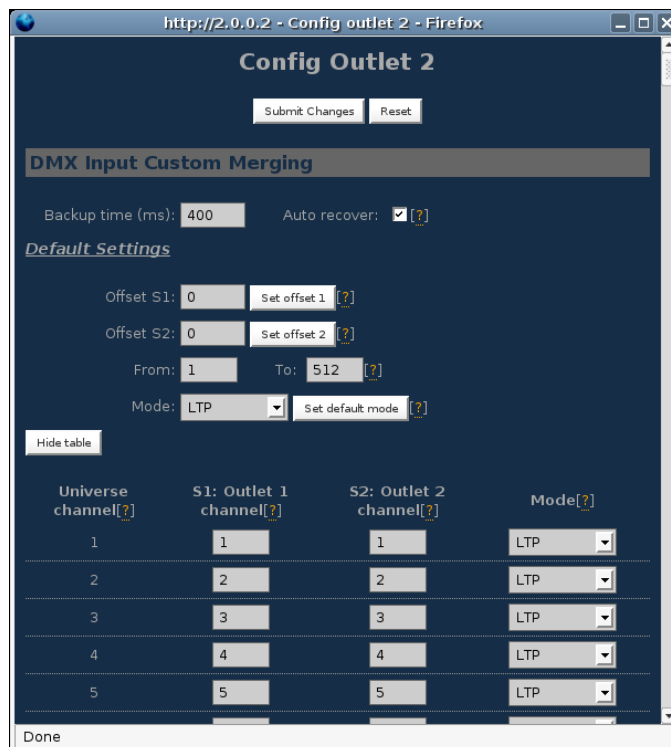 http://2.0.0.2 - Config outlet 2 - Firefox
Config Outlet 2
Submit Changes Reset
DMX Input Custom Merging
Backup time (ms): 400 Auto recover: [?]
Default Settings
Offset S1: 0 Set offset 1 [?]
Offset S2: 0 Set offset 2 [?]
From: 1 To: 512 [?]
Mode: LTP Set default mode [?]
Hide table
Universe channel[?] S1: Outlet 1 channel[?] S2: Outlet 2 channel[?] Mode[?]
1 1 1 LTP
2 2 2 LTP
3 3 3 LTP
4 4 4 LTP
5 5 5 LTP
Done